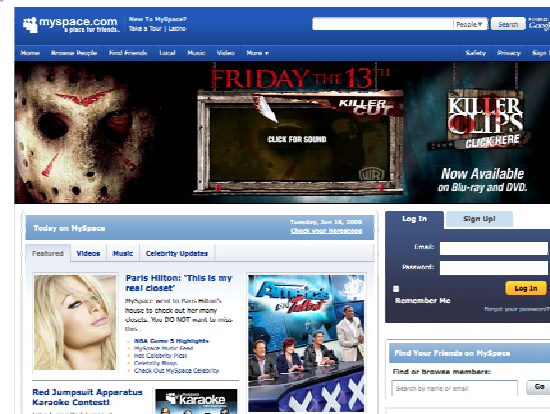 myspace.com
a place for friends.
New To MySpace?
Take a Tour | Latino
People
Search
Home Browse People Find Friends Local Music Video More Safety Privacy Sign
FRIDAY THE 13TH
KILLER CUT
CLICK FOR SOUND
WB
KILLER CLIPS
CLICK HERE
Now Available
on Blu-ray and DVD.
Today on MySpace
Check your Horoscope
Featured Videos Music Celebrity Updates
Paris Hilton: 'This is my
real closet'
MySpace went to Paris Hilton's
house to check out her many
closets. You DO NOT want to miss
this...
NBA Game 5 Highlights
MySpace Music Feed
Hot Celebrity Pics!
Celebrity Blogs
Check Out MySpace Celebrity
America's
Got Talent
Red Jumpsuit Apparatus
Karaoke Contest!
Karaoke
Log In
Sign Up!
Email:
Password:
Log In
Remember Me
Forgot your password?
Find Your Friends on MySpace
Find or browse members:
Search by name or email
Go